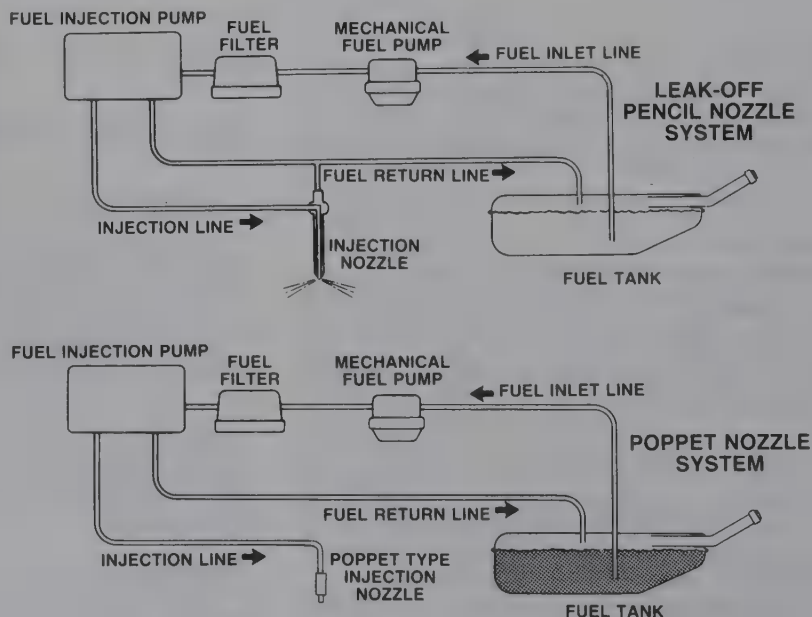 FUEL INJECTION PUMP
FUEL
FILTER
MECHANICAL
FUEL PUMP
FUEL INLET LINE
LEAK-OFF
PENCIL NOZZLE
SYSTEM
FUEL RETURN LINE
INJECTION LINE
INJECTION
NOZZLE
FUEL TANK
FUEL INJECTION PUMP
FUEL
FILTER
MECHANICAL
FUEL PUMP
FUEL INLET LINE
POPPET NOZZLE
SYSTEM
FUEL RETURN LINE
INJECTION LINE
POPPET TYPE
INJECTION
NOZZLE
FUEL TANK